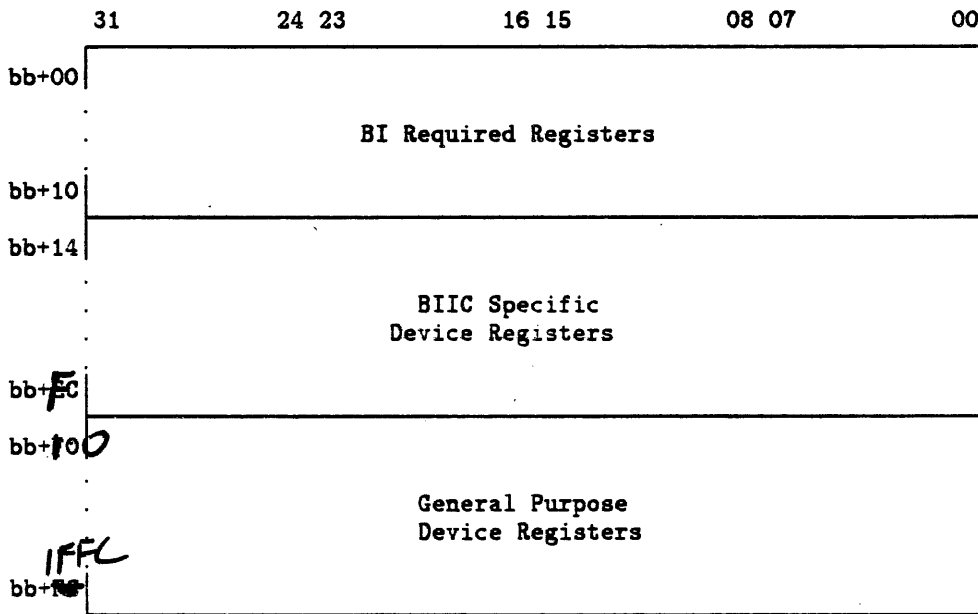 31 24 23 16 15 08 07 00
bb+00
BI Required Registers
bb+10
bb+14
BIIC Specific
Device Registers
bb+FC
bb+100
General Purpose
Device Registers
1FFC
bb+